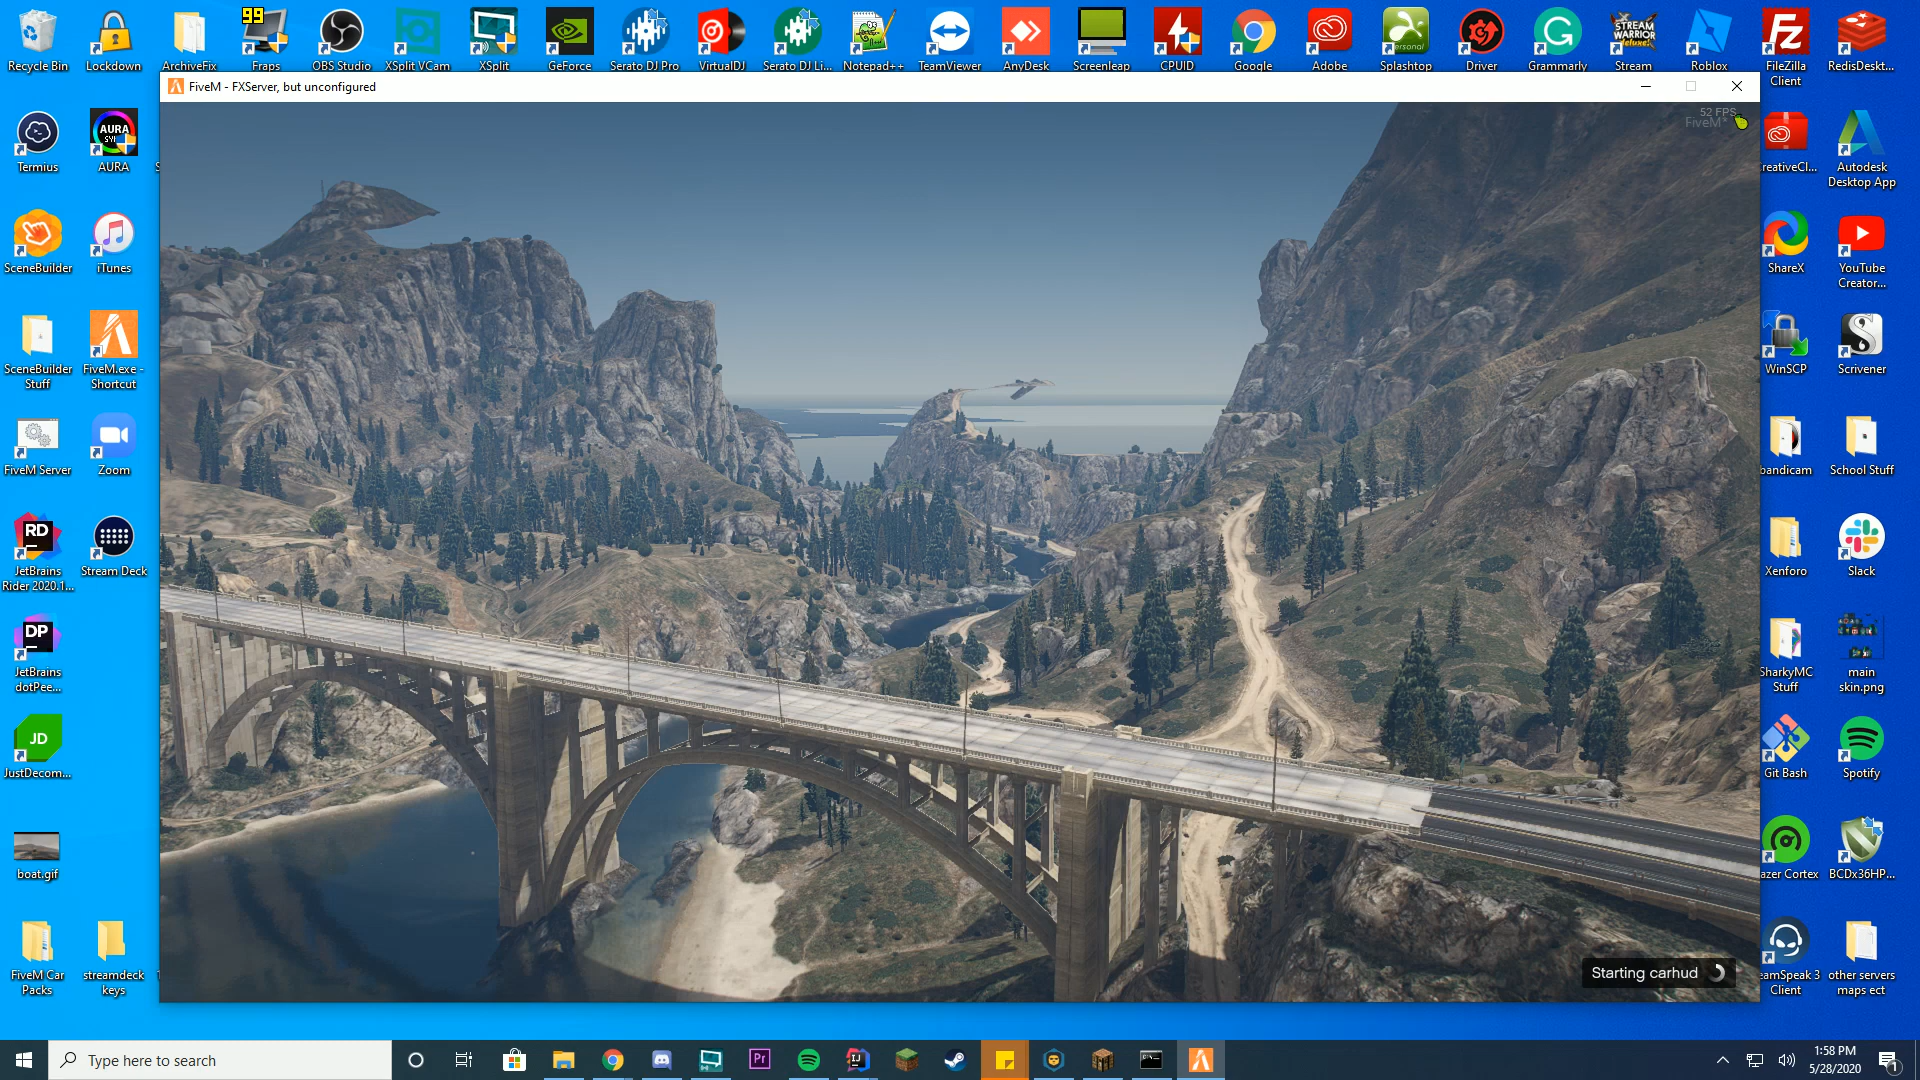 99
Recycle Bin
Lockdown
ArchiveFix
Fraps
OBS Studio
XSplit VCam
XSplit
GeForce
Serato DJ Pro
VirtualDJ
Serato DJ Li...
Notepad++
TeamViewer
AnyDesk
Screenleap
CPUID
Google
Adobe
Splashtop
Driver
Grammarly
Stream
Roblox
FileZilla
Client
RedisDeskt...
FiveM - FXServer, but unconfigured
52 FPS
FiveM*
Termius
AURA
reativeCl...
Autodesk
Desktop App
SceneBuilder
iTunes
ShareX
YouTube
Creator...
SceneBuilder
Stuff
FiveM.exe -
Shortcut
WinSCP
Scrivener
FiveM Server
Zoom
bandicam
School Stuff
JetBrains
Rider 2020.1...
Stream Deck
Xenforo
Slack
JetBrains
dotPee...
SharkyMC
Stuff
main
skin.png
JustDecom...
Git Bash
Spotify
boat.gif
azer Cortex
BCDx36HP...
FiveM Car
Packs
streamdeck
keys
Starting carhud
eamSpeak 3
Client
other servers
maps ect
Type here to search
1:58 PM
5/28/2020